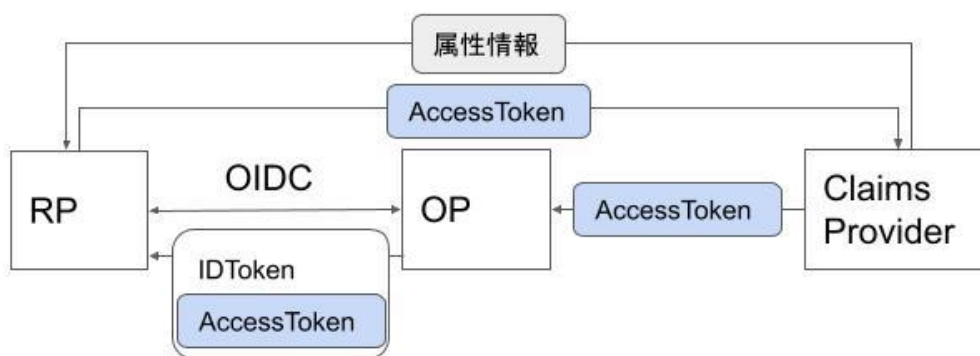 属性情報
AccessToken
RP
OIDC
OP
AccessToken
Claims
Provider
IDToken
AccessToken